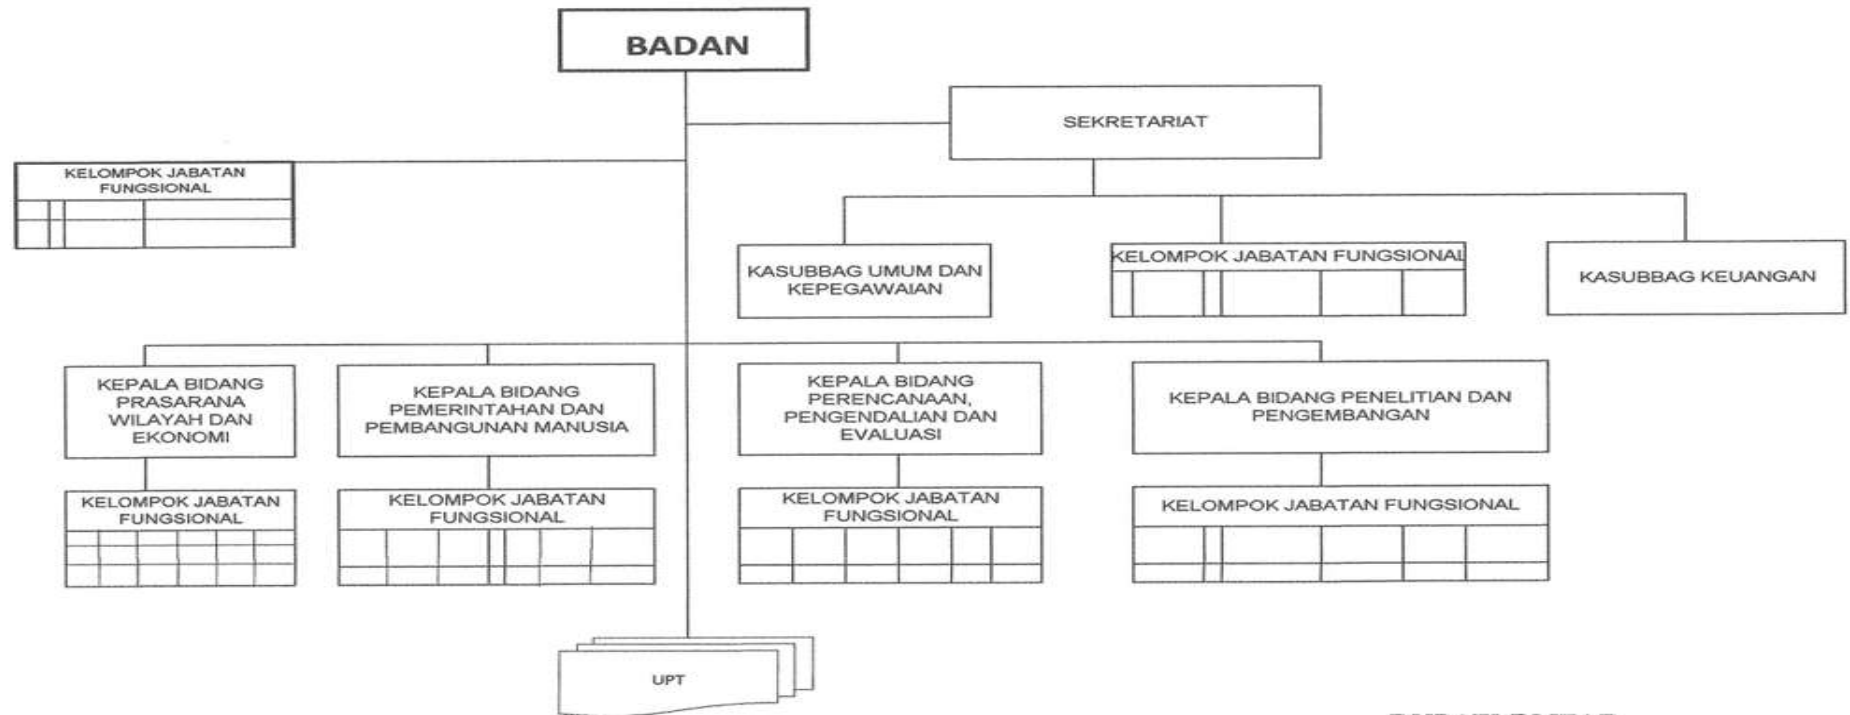 BADAN
SEKRETARIAT
KELOMPOK JABATAN
FUNGSIONAL
KASUBBAG UMUM DAN
KEPEGAWAIAN
KELOMPOK JABATAN FUNGSIONAL
KASUBBAG KEUANGAN
KEPALA BIDANG
PRASARANA
WILAYAH DAN
EKONOMI
KEPALA BIDANG
PEMERINTAHAN DAN
PEMBANGUNAN MANUSIA
KEPALA BIDANG
PERENCANAAN,
PENGENDALIAN DAN
EVALUASI
KEPALA BIDANG PENELITIAN DAN
PENGEMBANGAN
KELOMPOK JABATAN
FUNGSIONAL
KELOMPOK JABATAN
FUNGSIONAL
KELOMPOK JABATAN
FUNGSIONAL
KELOMPOK JABATAN FUNGSIONAL
UPT